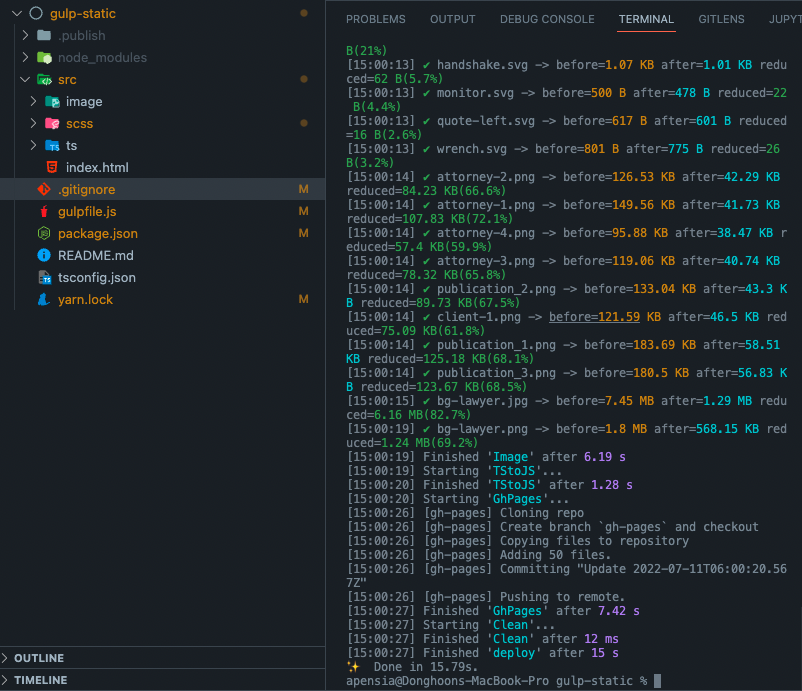 gulp-static
.publish
node_modules
src
image
scss
ts
index.html
.gitignore M
gulpfile.js M
package.json M
README.md
tsconfig.json
yarn.lock M
OUTLINE
TIMELINE
PROBLEMS OUTPUT DEBUG CONSOLE TERMINAL GITLENS JUPYT
B(21%)
[15:00:13] ✔ handshake.svg -> before=1.07 KB after=1.01 KB redu
ced=62 B(5.7%)
[15:00:13] ✔ monitor.svg -> before=500 B after=478 B reduced=22
B(4.4%)
[15:00:13] ✔ quote-left.svg -> before=617 B after=601 B reduced
=16 B(2.6%)
[15:00:13] ✔ wrench.svg -> before=801 B after=775 B reduced=26
B(3.2%)
[15:00:14] ✔ attorney-2.png -> before=126.53 KB after=42.29 KB
reduced=84.23 KB(66.6%)
[15:00:14] ✔ attorney-1.png -> before=149.56 KB after=41.73 KB
reduced=107.83 KB(72.1%)
[15:00:14] ✔ attorney-4.png -> before=95.88 KB after=38.47 KB r
educed=57.4 KB(59.9%)
[15:00:14] ✔ attorney-3.png -> before=119.06 KB after=40.74 KB
reduced=78.32 KB(65.8%)
[15:00:14] ✔ publication_2.png -> before=133.04 KB after=43.3 K
B reduced=89.73 KB(67.5%)
[15:00:14] ✔ client-1.png -> before=121.59 KB after=46.5 KB red
uced=75.09 KB(61.8%)
[15:00:14] ✔ publication_1.png -> before=183.69 KB after=58.51
KB reduced=125.18 KB(68.1%)
[15:00:14] ✔ publication_3.png -> before=180.5 KB after=56.83 K
B reduced=123.67 KB(68.5%)
[15:00:15] ✔ bg-lawyer.jpg -> before=7.45 MB after=1.29 MB redu
ced=6.16 MB(82.7%)
[15:00:19] ✔ bg-lawyer.png -> before=1.8 MB after=568.15 KB red
uced=1.24 MB(69.2%)
[15:00:19] Finished 'Image' after 6.19 s
[15:00:19] Starting 'TStoJS'...
[15:00:20] Finished 'TStoJS' after 1.28 s
[15:00:20] Starting 'GhPages'...
[15:00:26] [gh-pages] Cloning repo
[15:00:26] [gh-pages] Create branch `gh-pages` and checkout
[15:00:26] [gh-pages] Copying files to repository
[15:00:26] [gh-pages] Adding 50 files.
[15:00:26] [gh-pages] Committing "Update 2022-07-11T06:00:20.56
7Z"
[15:00:26] [gh-pages] Pushing to remote.
[15:00:27] Finished 'GhPages' after 7.42 s
[15:00:27] Starting 'Clean'...
[15:00:27] Finished 'Clean' after 12 ms
[15:00:27] Finished 'deploy' after 15 s
✨ Done in 15.79s.
apensia@Donghoons-MacBook-Pro gulp-static %